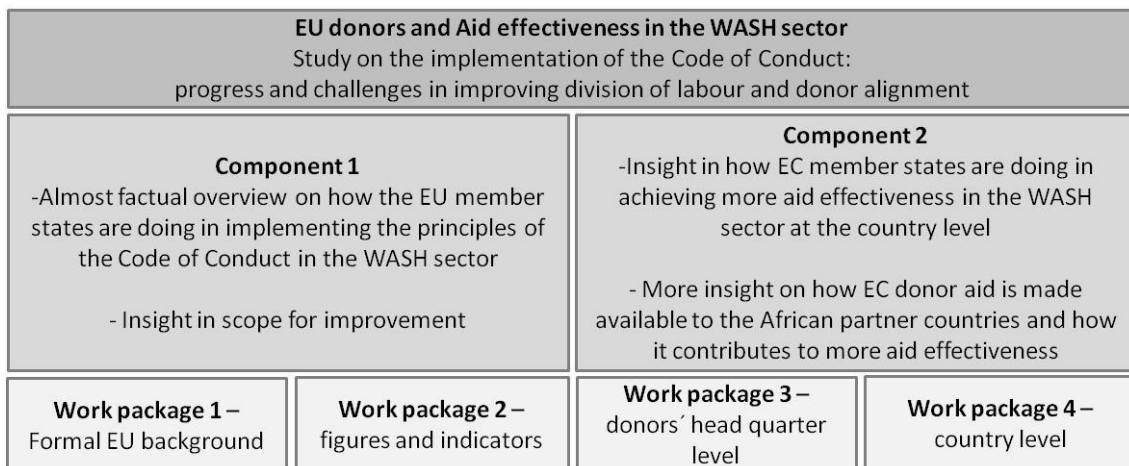 EU donors and Aid effectiveness in the WASH sector
Study on the implementation of the Code of Conduct:
progress and challenges in improving division of labour and donor alignment
Component 1
-Almost factual overview on how the EU member
states are doing in implementing the principles of
the Code of Conduct in the WASH sector
- Insight in scope for improvement
Component 2
-Insight in how EC member states are doing in
achieving more aid effectiveness in the WASH
sector at the country level
- More insight on how EC donor aid is made
available to the African partner countries and how
it contributes to more aid effectiveness
Work package 1 –
Formal EU background
Work package 2 –
figures and indicators
Work package 3 –
donors´ head quarter
level
Work package 4 –
country level